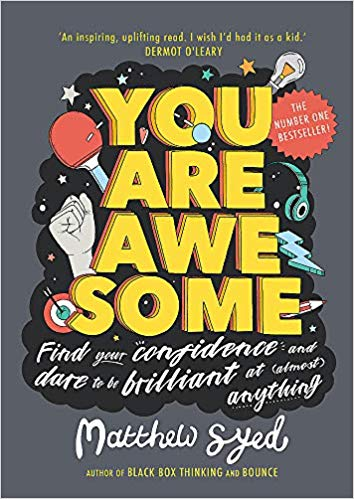 'An inspiring, uplifting read. I wish I'd had it as a kid.'
DERMOT O'LEARY
THE
NUMBER ONE
BESTSELLER!
YOU
ARE
AWE
SOME
Find your confidence and
dare to be brilliant at (almost)
anything
Matthew Syed
AUTHOR OF BLACK BOX THINKING AND BOUNCE